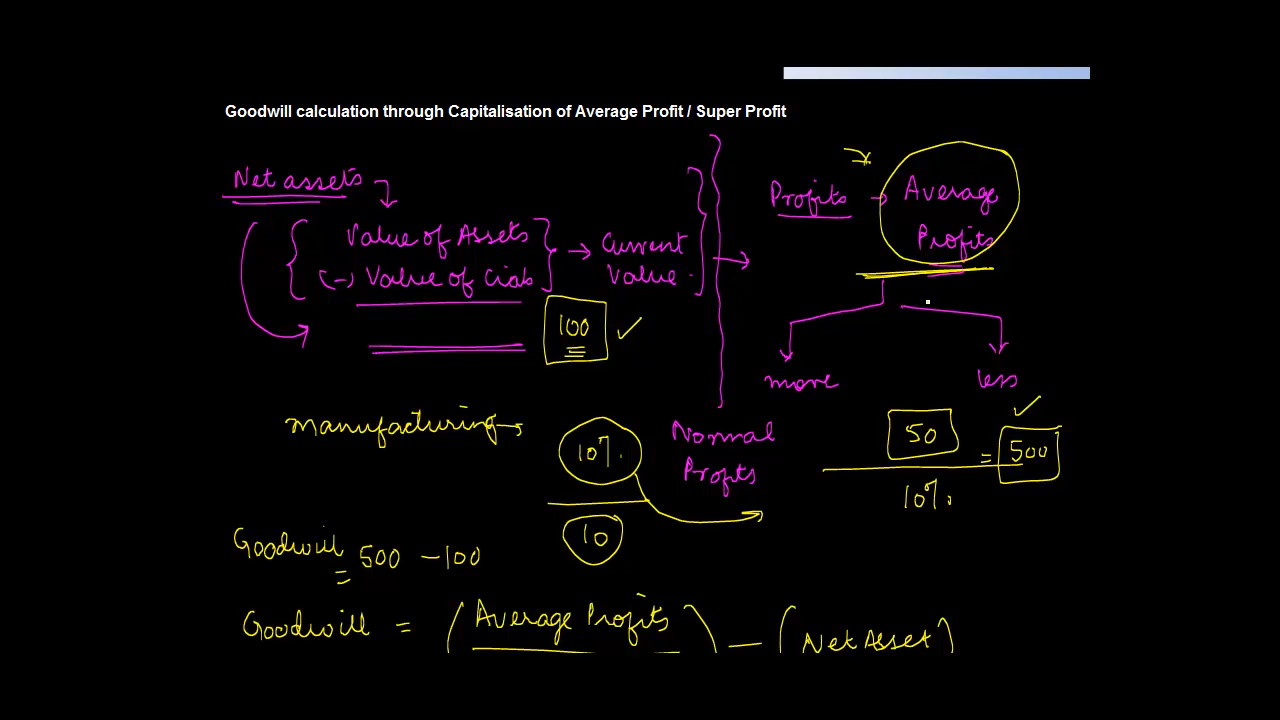 Goodwill calculation through Capitalisation of Average Profit / Super Profit
Net assets
Value of Assets
(-) Value of Liab
Current
Value
100
Profits → Average
Profits
more
less
manufacturing →
10%
10
Normal
Profits
50
10%
= 500
Goodwill
= 500 - 100
Goodwill = (Average Profits) - (Net Asset)